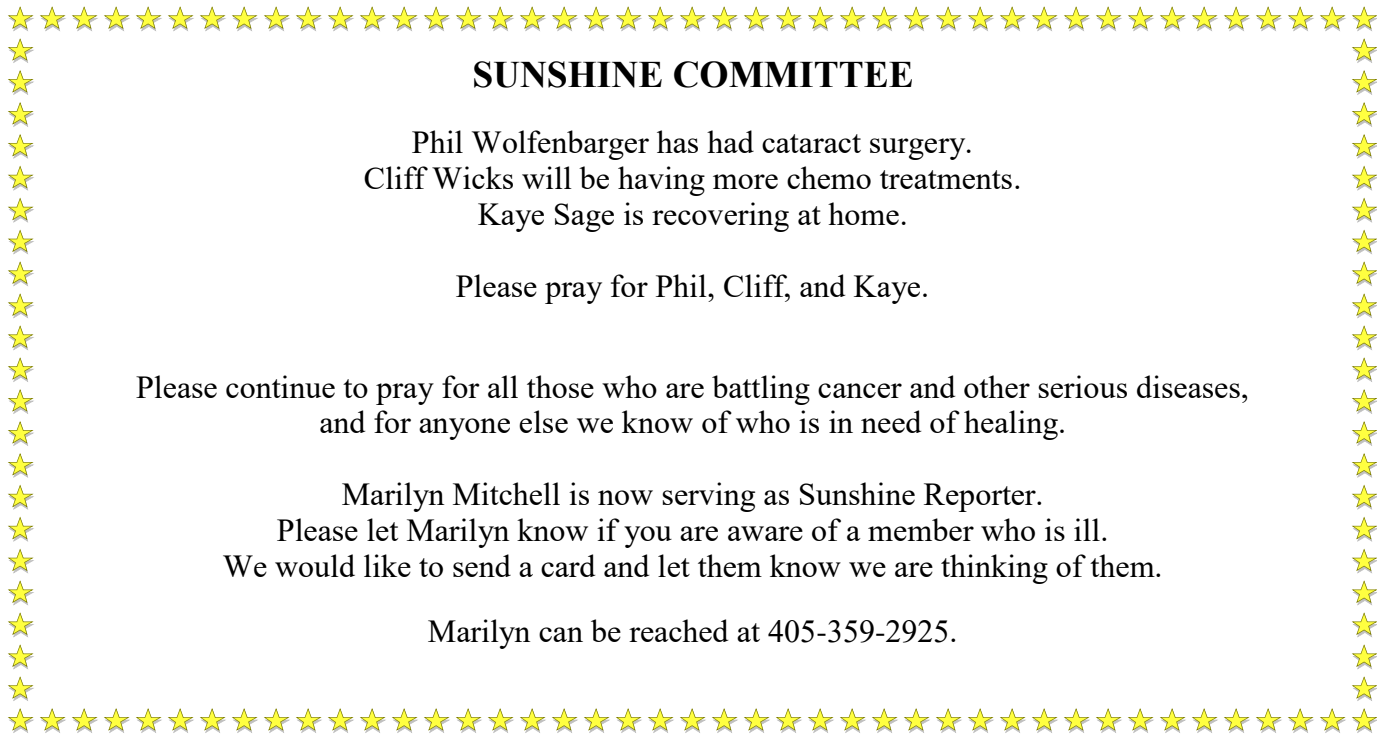 SUNSHINE COMMITTEE
Phil Wolfenbarger has had cataract surgery.
Cliff Wicks will be having more chemo treatments.
Kaye Sage is recovering at home.
Please pray for Phil, Cliff, and Kaye.
Please continue to pray for all those who are battling cancer and other serious diseases,
and for anyone else we know of who is in need of healing.
Marilyn Mitchell is now serving as Sunshine Reporter.
Please let Marilyn know if you are aware of a member who is ill.
We would like to send a card and let them know we are thinking of them.
Marilyn can be reached at 405-359-2925.